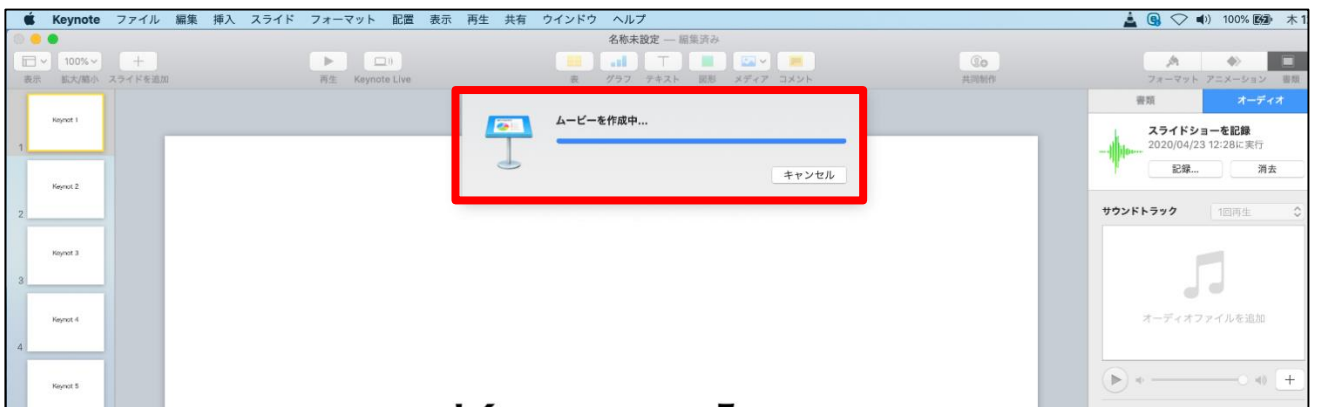 Keynote ファイル 編集 挿入 スライド フォーマット 配置 表示 再生 共有 ウインドウ ヘルプ 100% 木 1
名称未設定 — 編集済み
100%
表示 拡大/縮小 スライドを追加 再生 Keynote Live 表 グラフ テキスト 図形 メディア コメント 共同制作 フォーマット アニメーション 書類
書類 オーディオ
Keynot 1
1
Keynot 2
2
Keynot 3
3
Keynot 4
4
Keynot 5
ムービーを作成中...
キャンセル
スライドショーを記録
2020/04/23 12:28に実行
記録... 消去
サウンドトラック 1回再生
オーディオファイルを追加